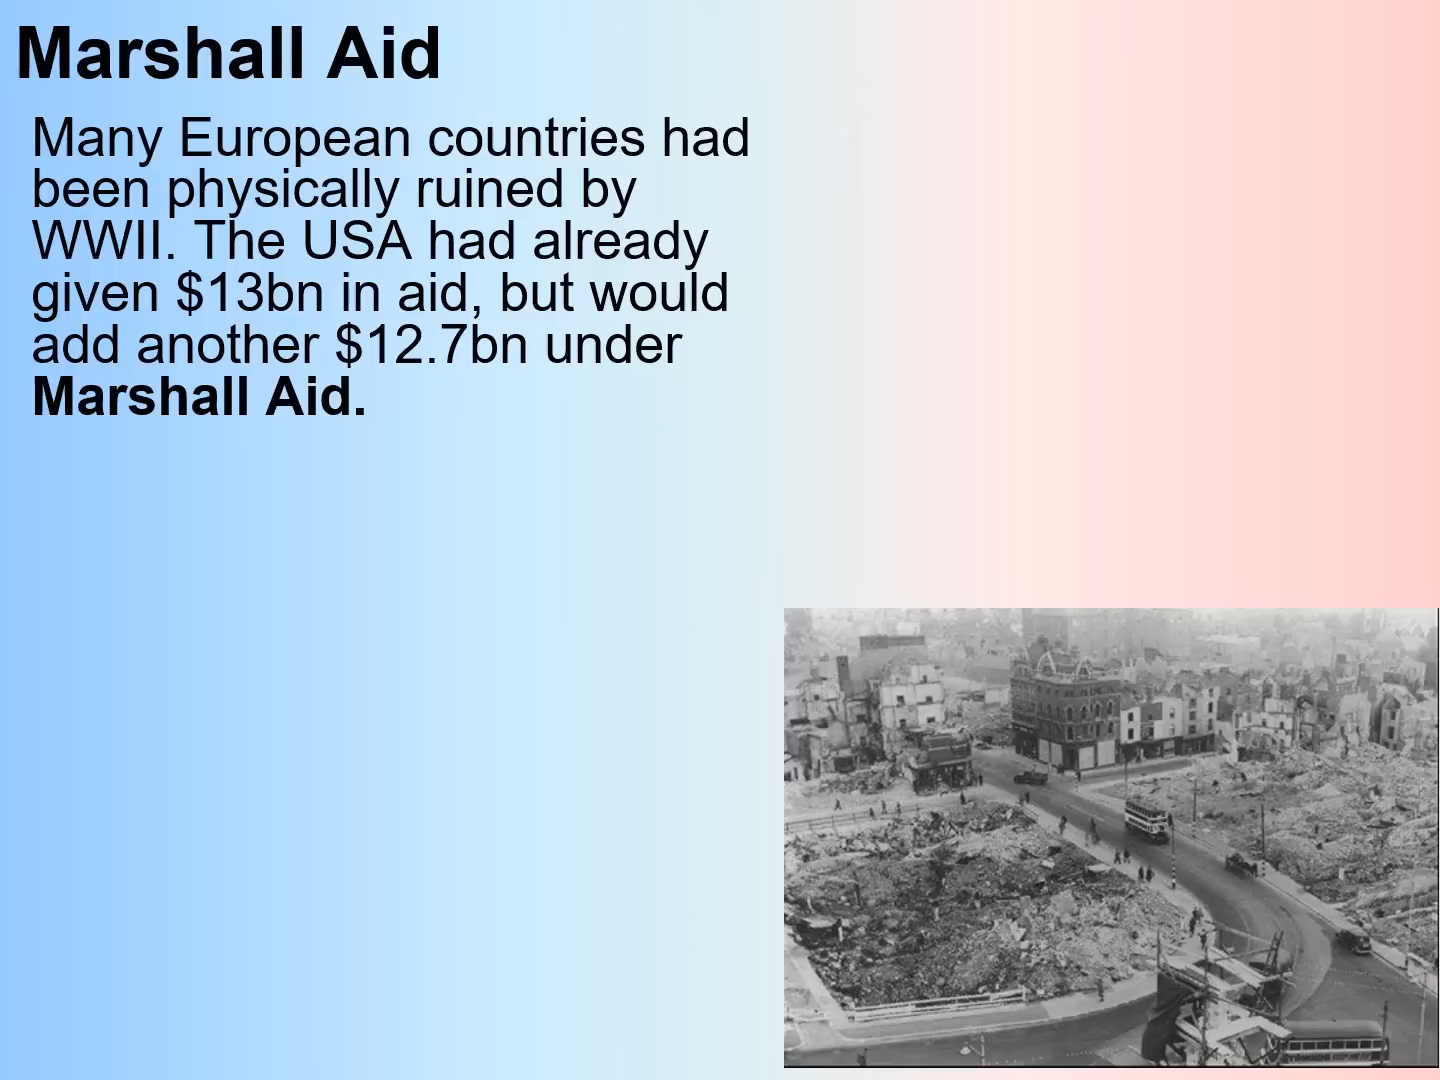 Marshall Aid
Many European countries had
been physically ruined by
WWII. The USA had already
given $13bn in aid, but would
add another $12.7bn under
Marshall Aid.